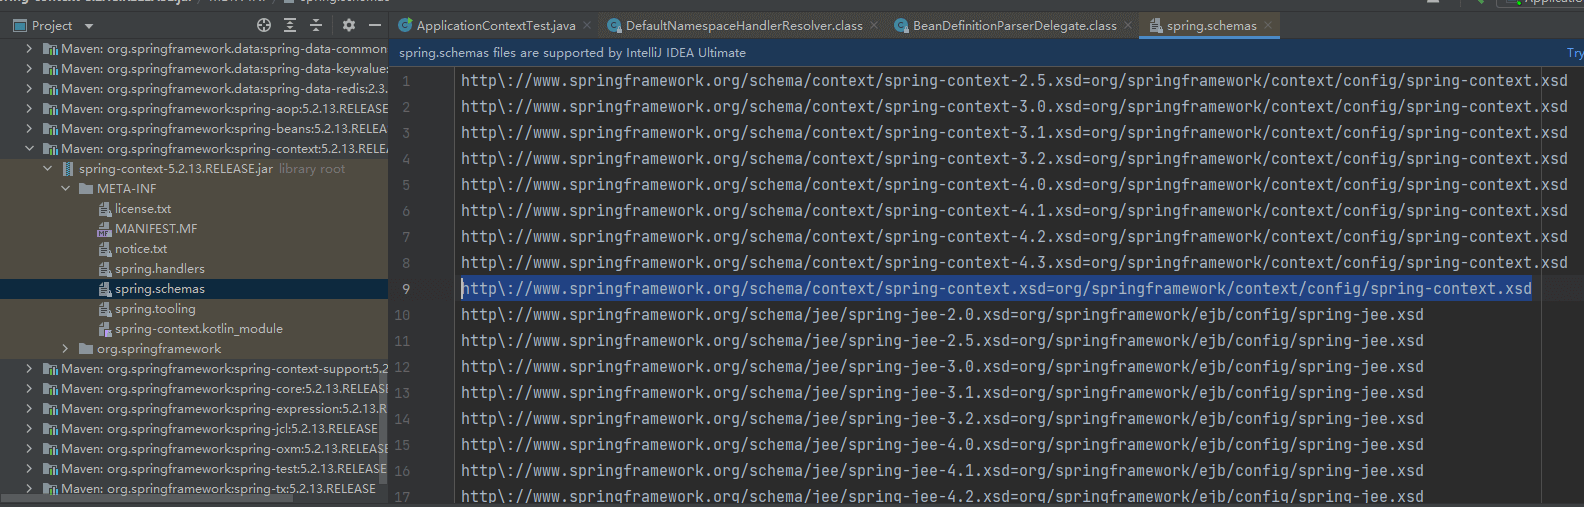 spring.schemas
Project
ApplicationContextTest.java
DefaultNamespaceHandlerResolver.class
BeanDefinitionParserDelegate.class
spring.schemas
spring.schemas files are supported by IntelliJ IDEA Ultimate
Try
Maven: org.springframework.data:spring-data-common
Maven: org.springframework.data:spring-data-keyvalue:
Maven: org.springframework.data:spring-data-redis:2.3.
Maven: org.springframework:spring-aop:5.2.13.RELEASE
Maven: org.springframework:spring-beans:5.2.13.RELEA
Maven: org.springframework:spring-context:5.2.13.RELEA
spring-context-5.2.13.RELEASE.jar library root
META-INF
license.txt
MANIFEST.MF
notice.txt
spring.handlers
spring.schemas
spring.tooling
spring-context.kotlin_module
org.springframework
Maven: org.springframework:spring-context-support:5.2
Maven: org.springframework:spring-core:5.2.13.RELEASE
Maven: org.springframework:spring-expression:5.2.13.R
Maven: org.springframework:spring-jcl:5.2.13.RELEASE
Maven: org.springframework:spring-oxm:5.2.13.RELEASE
Maven: org.springframework:spring-test:5.2.13.RELEASE
Maven: org.springframework:spring-tx:5.2.13.RELEASE
1 http\://www.springframework.org/schema/context/spring-context-2.5.xsd=org/springframework/context/config/spring-context.xsd
2 http\://www.springframework.org/schema/context/spring-context-3.0.xsd=org/springframework/context/config/spring-context.xsd
3 http\://www.springframework.org/schema/context/spring-context-3.1.xsd=org/springframework/context/config/spring-context.xsd
4 http\://www.springframework.org/schema/context/spring-context-3.2.xsd=org/springframework/context/config/spring-context.xsd
5 http\://www.springframework.org/schema/context/spring-context-4.0.xsd=org/springframework/context/config/spring-context.xsd
6 http\://www.springframework.org/schema/context/spring-context-4.1.xsd=org/springframework/context/config/spring-context.xsd
7 http\://www.springframework.org/schema/context/spring-context-4.2.xsd=org/springframework/context/config/spring-context.xsd
8 http\://www.springframework.org/schema/context/spring-context-4.3.xsd=org/springframework/context/config/spring-context.xsd
9 http\://www.springframework.org/schema/context/spring-context.xsd=org/springframework/context/config/spring-context.xsd
10 http\://www.springframework.org/schema/jee/spring-jee-2.0.xsd=org/springframework/ejb/config/spring-jee.xsd
11 http\://www.springframework.org/schema/jee/spring-jee-2.5.xsd=org/springframework/ejb/config/spring-jee.xsd
12 http\://www.springframework.org/schema/jee/spring-jee-3.0.xsd=org/springframework/ejb/config/spring-jee.xsd
13 http\://www.springframework.org/schema/jee/spring-jee-3.1.xsd=org/springframework/ejb/config/spring-jee.xsd
14 http\://www.springframework.org/schema/jee/spring-jee-3.2.xsd=org/springframework/ejb/config/spring-jee.xsd
15 http\://www.springframework.org/schema/jee/spring-jee-4.0.xsd=org/springframework/ejb/config/spring-jee.xsd
16 http\://www.springframework.org/schema/jee/spring-jee-4.1.xsd=org/springframework/ejb/config/spring-jee.xsd
17 http\://www.springframework.org/schema/jee/spring-jee-4.2.xsd=org/springframework/ejb/config/spring-jee.xsd